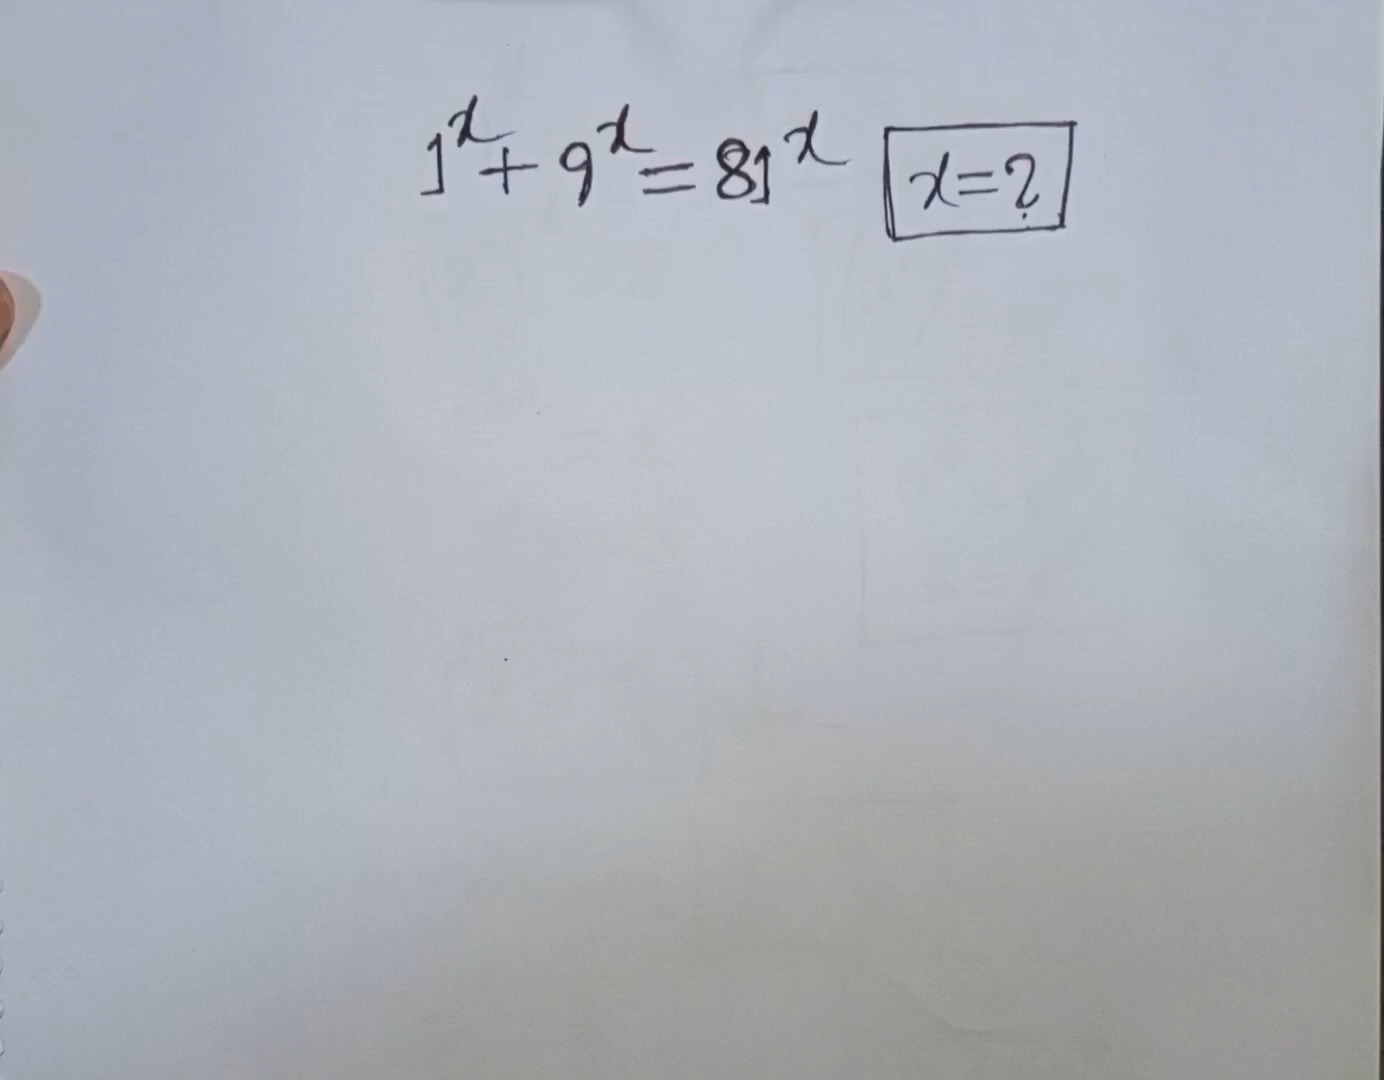 1^x + 9^x = 81^x x=?